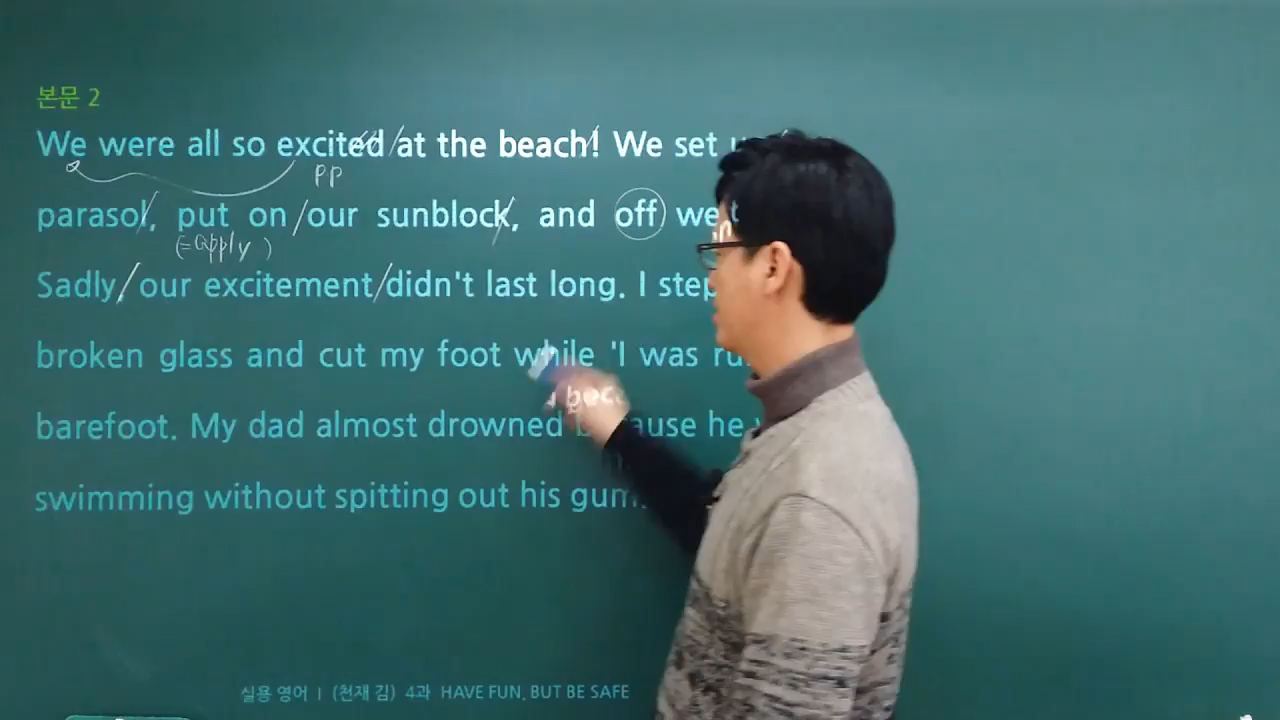 본문 2
We were all so excited at the beach! We set
pp
parasol, put on our sunblock, and off we
(=apply)
Sadly, our excitement didn't last long. I step
broken glass and cut my foot while 'I was ru
barefoot. My dad almost drowned because he
swimming without spitting out his gum.
실용 영어 I (천재 김) 4과 HAVE FUN, BUT BE SAFE